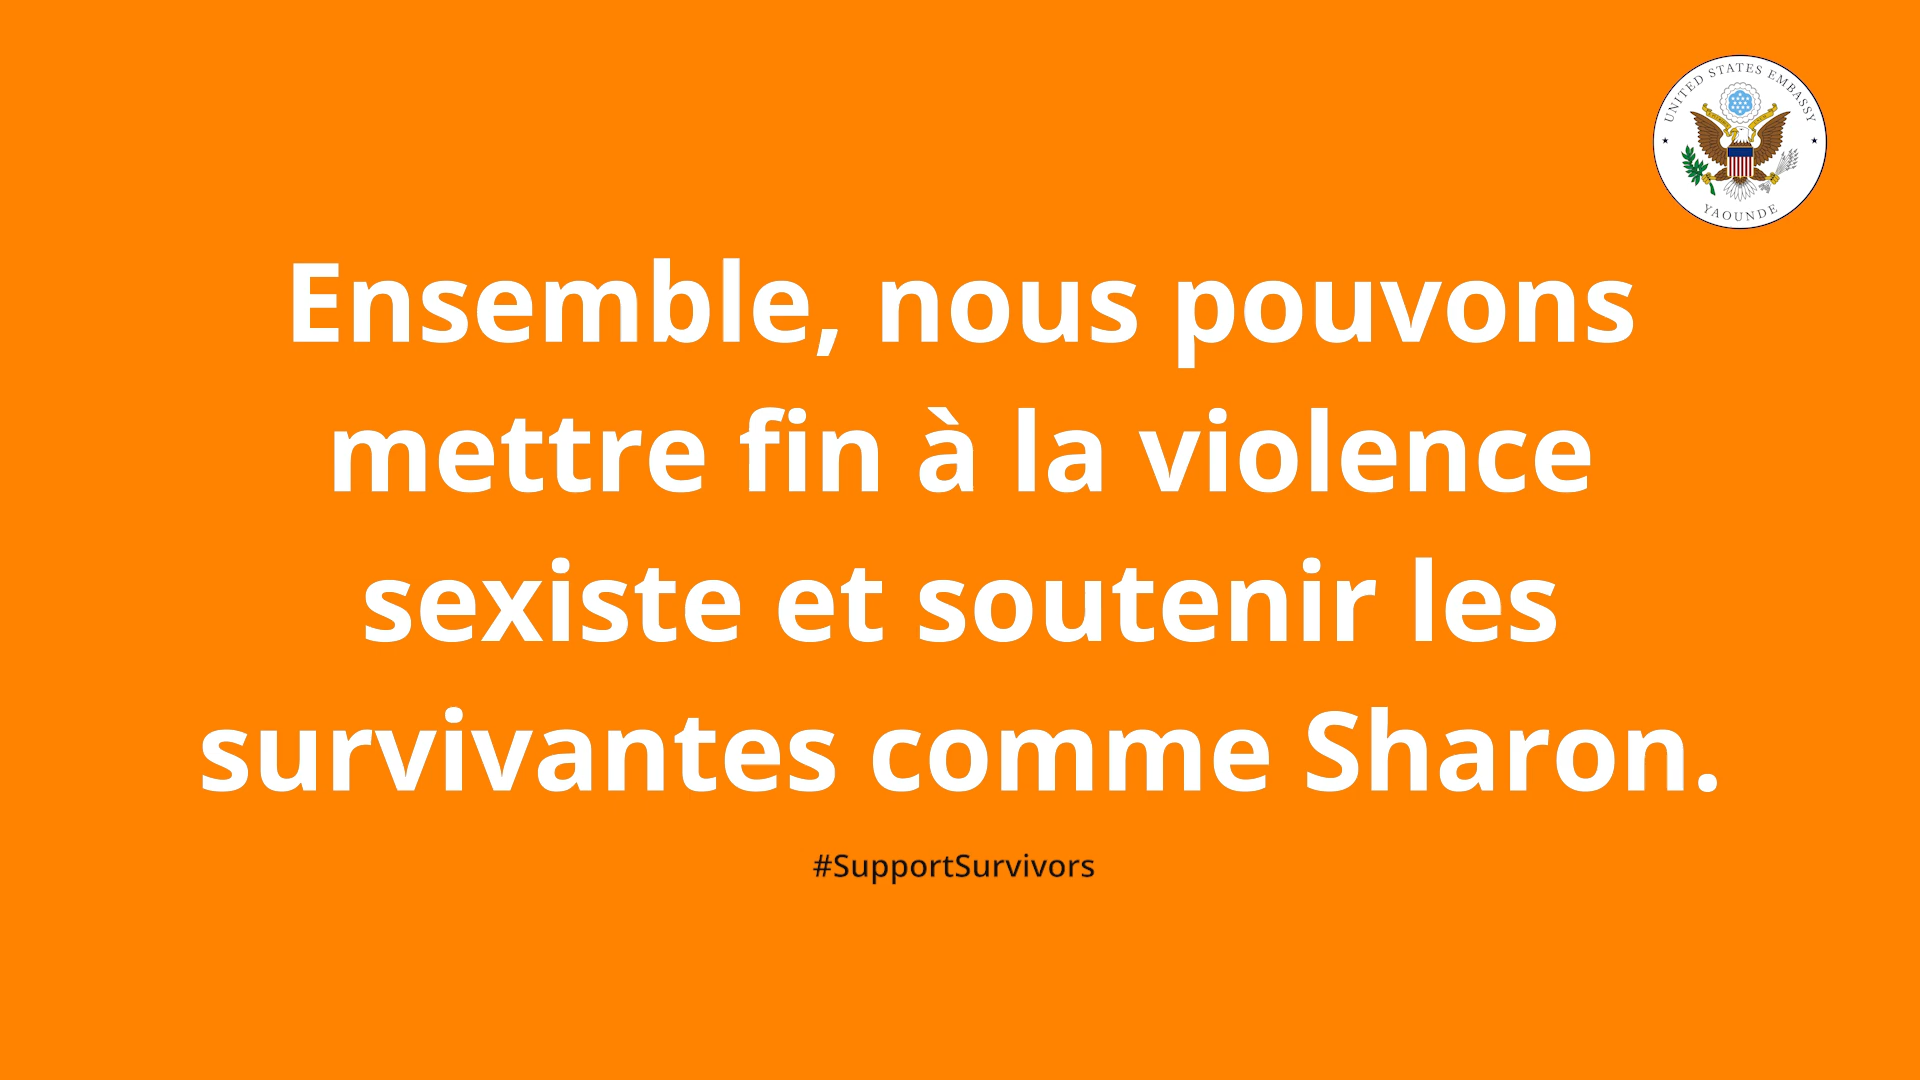 UNITED STATES EMBASSY
YAOUNDE
Ensemble, nous pouvons
mettre fin à la violence
sexiste et soutenir les
survivantes comme Sharon.
#SupportSurvivors